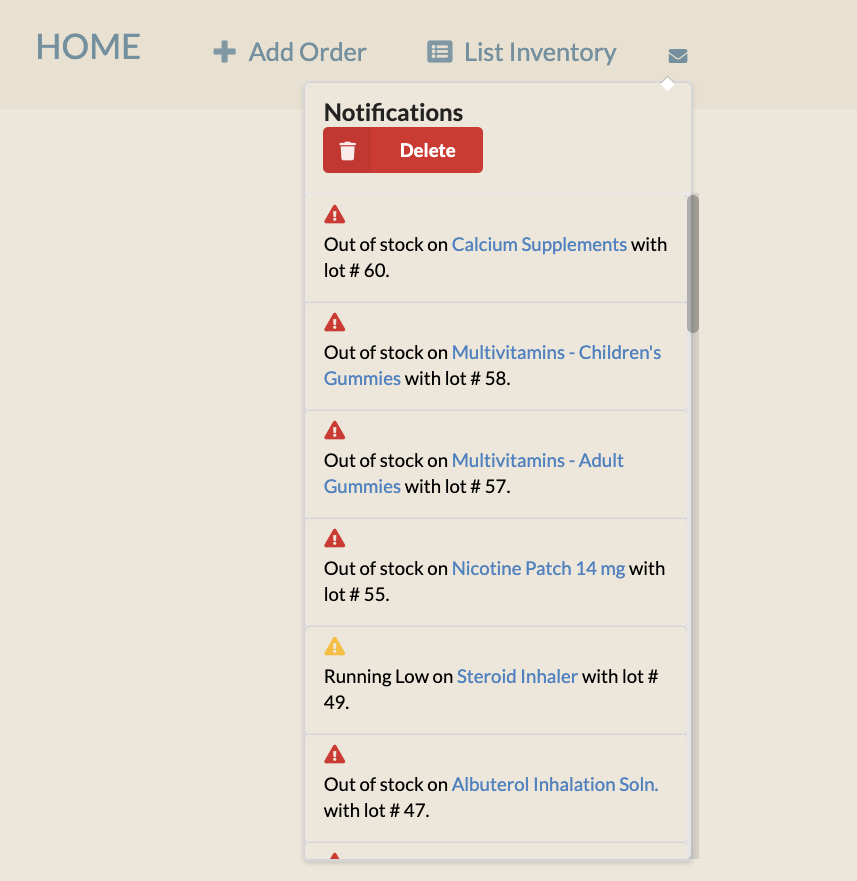 HOME
Add Order
List Inventory
Notifications
Delete
Out of stock on Calcium Supplements with
lot # 60.
Out of stock on Multivitamins - Children's
Gummies with lot # 58.
Out of stock on Multivitamins - Adult
Gummies with lot # 57.
Out of stock on Nicotine Patch 14 mg with
lot # 55.
Running Low on Steroid Inhaler with lot #
49.
Out of stock on Albuterol Inhalation Soln.
with lot # 47.